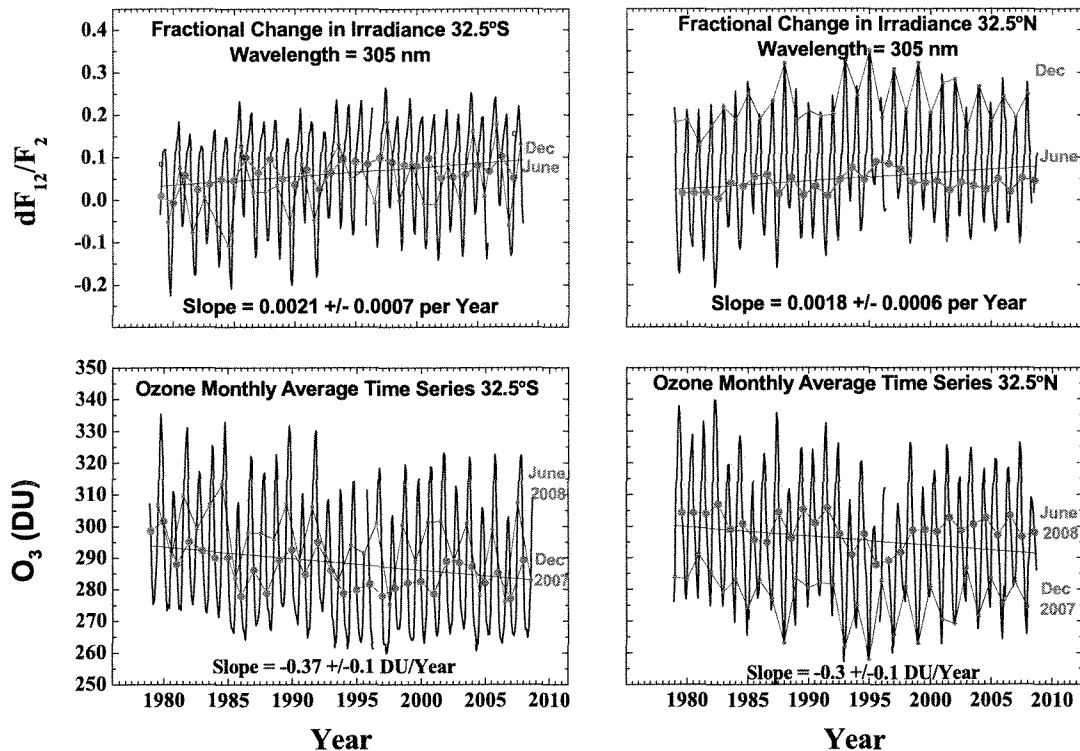 Fractional Change in Irradiance 32.5ºS
Wavelength = 305 nm
0.4
0.3
0.2
0.1
0.0
-0.1
-0.2
dF12/F2
Dec
June
Slope = 0.0021 +/- 0.0007 per Year
Fractional Change in Irradiance 32.5ºN
Wavelength = 305 nm
Dec
June
Slope = 0.0018 +/- 0.0006 per Year
350
340
330
320
310
300
290
280
270
260
250
O3 (DU)
Ozone Monthly Average Time Series 32.5ºS
June,
2008
Dec
2007
Slope = -0.37 +/-0.1 DU/Year
1980 1985 1990 1995 2000 2005 2010
Year
Ozone Monthly Average Time Series 32.5ºN
June
2008
Dec -
2007
Slope = -0.3 +/-0.1 DU/Year
1980 1985 1990 1995 2000 2005 2010
Year